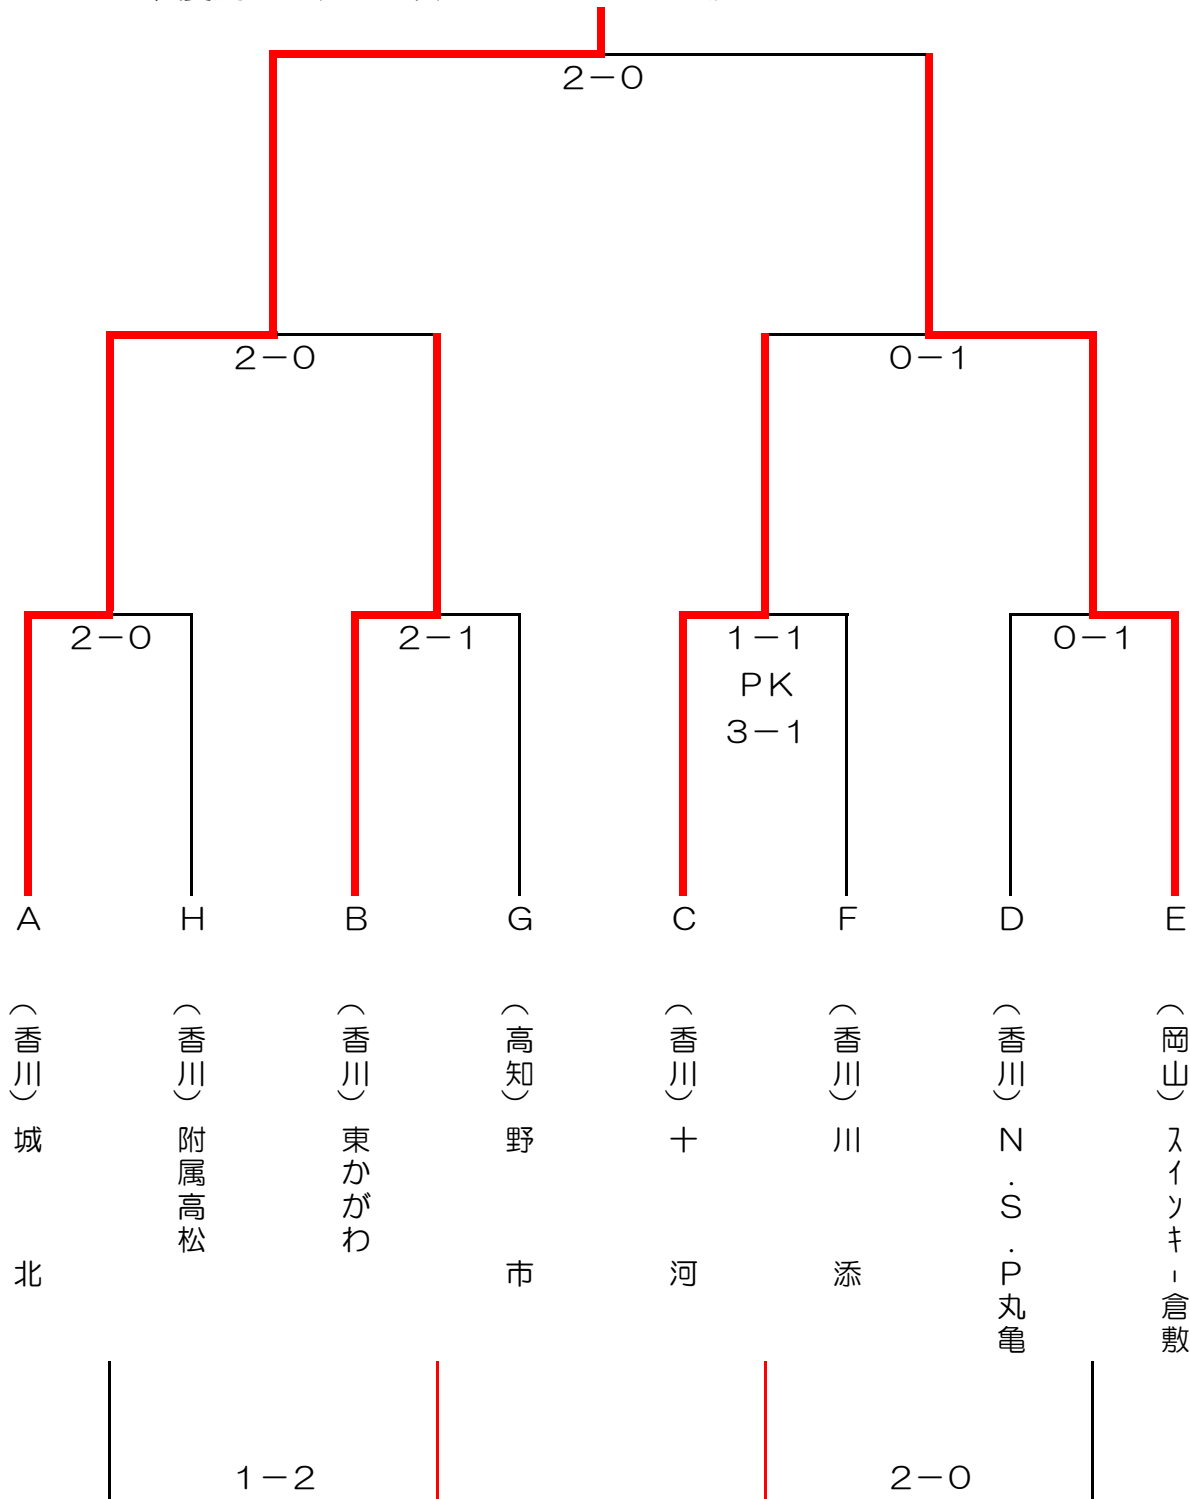 2－0
2－0
0－1
2－0
2－1
1－1
0－1
PK
3－1
A
H
B
G
C
F
D
E
（香川）城北
（香川）附属高松
（香川）東かがわ
（高知）野市
（香川）十河
（香川）川添
（香川）N.S.P丸亀
（岡山）ｽｲﾝｷｰ倉敷
1－2
2－0